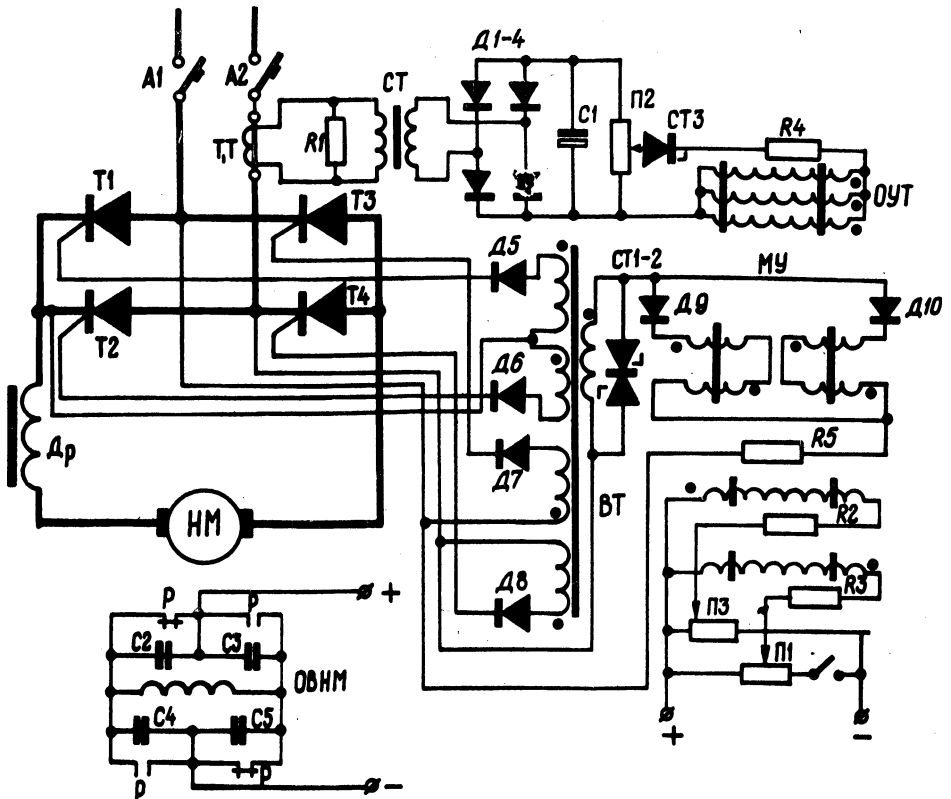 Д1-4
А1
А2
СТ
С1
П2
СТ3
R4
Т,Т
R1
ОУТ
Т1
Т3
Д5
СТ1-2
МУ
Т2
Т4
Д9
Д10
Д6
Др
НМ
Д7
R5
ВТ
R2
Д8
R3
Р
Р
+
П3
С2
С3
П1
ОВНМ
С4
С5
+
-
Р
Р
-